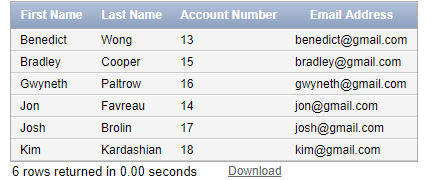 First Name Last Name Account Number Email Address
Benedict Wong 13 benedict@gmail.com
Bradley Cooper 15 bradley@gmail.com
Gwyneth Paltrow 16 gwyneth@gmail.com
Jon Favreau 14 jon@gmail.com
Josh Brolin 17 josh@gmail.com
Kim Kardashian 18 kim@gmail.com
6 rows returned in 0.00 seconds Download